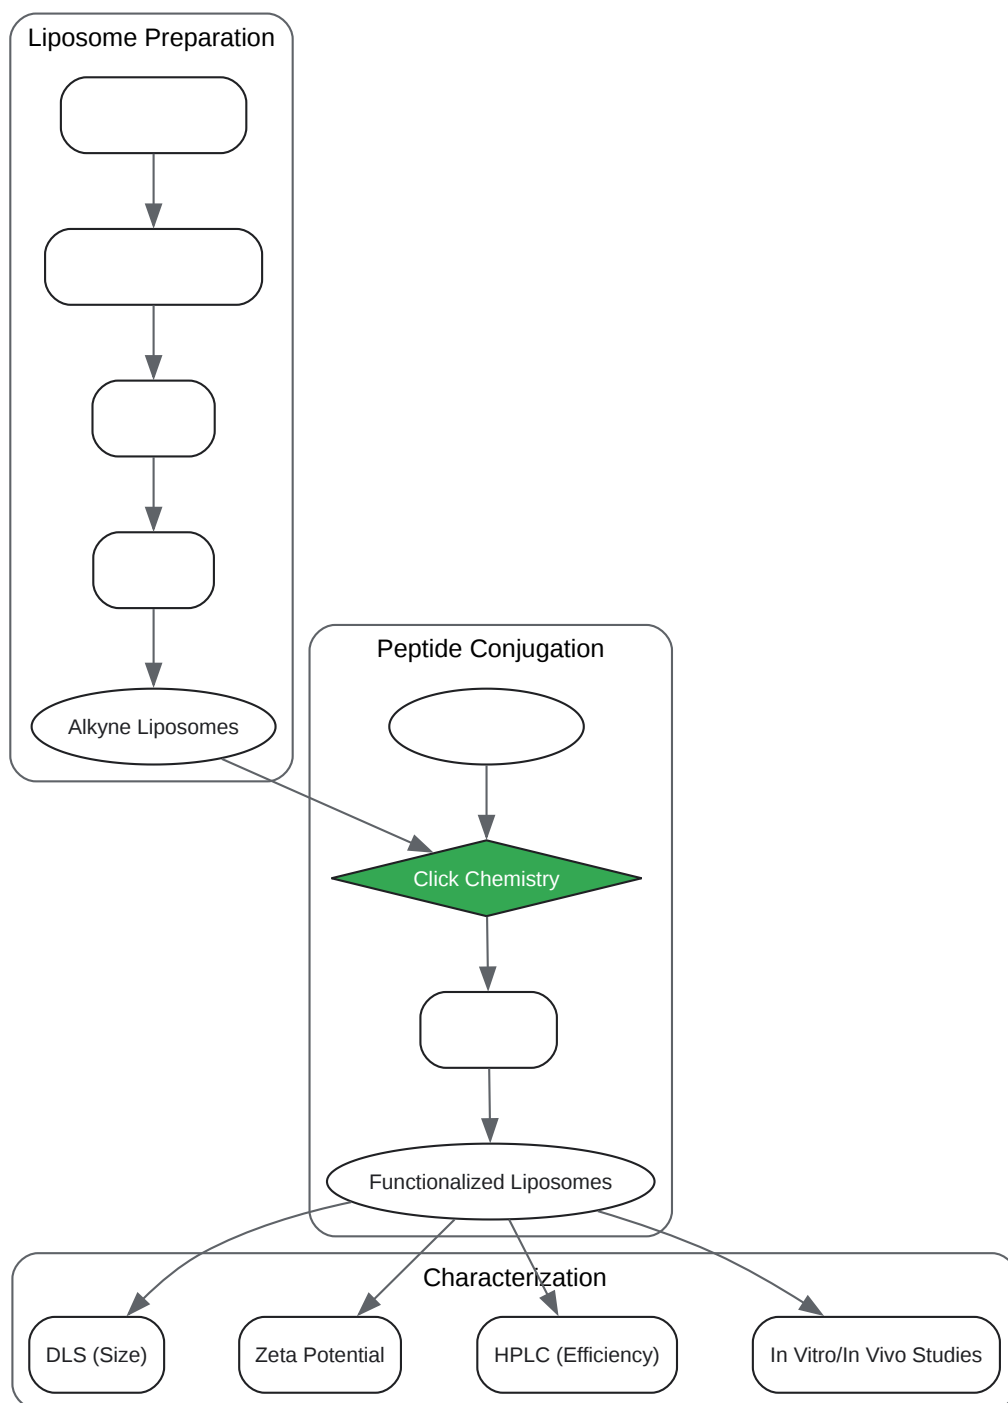 Liposome Preparation
Alkyne Liposomes
Peptide Conjugation
Click Chemistry
Functionalized Liposomes
Characterization
DLS (Size)
Zeta Potential
HPLC (Efficiency)
In Vitro/In Vivo Studies